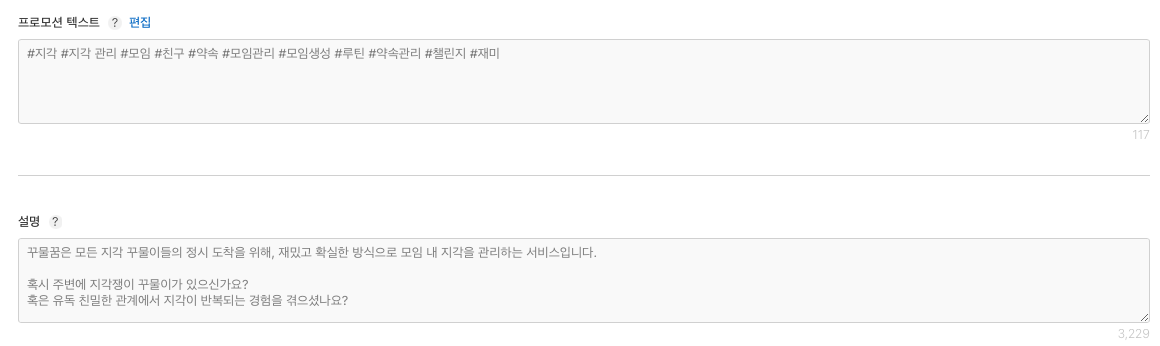 프로모션 텍스트 ? 편집
#지각 #지각 관리 #모임 #친구 #약속 #모임관리 #모임생성 #루틴 #약속관리 #챌린지 #재미
117
설명 ?
꾸물꿈은 모든 지각 꾸물이들의 정시 도착을 위해, 재밌고 확실한 방식으로 모임 내 지각을 관리하는 서비스입니다.
혹시 주변에 지각쟁이 꾸물이가 있으신가요?
혹은 유독 친밀한 관계에서 지각이 반복되는 경험을 겪으셨나요?
3,229